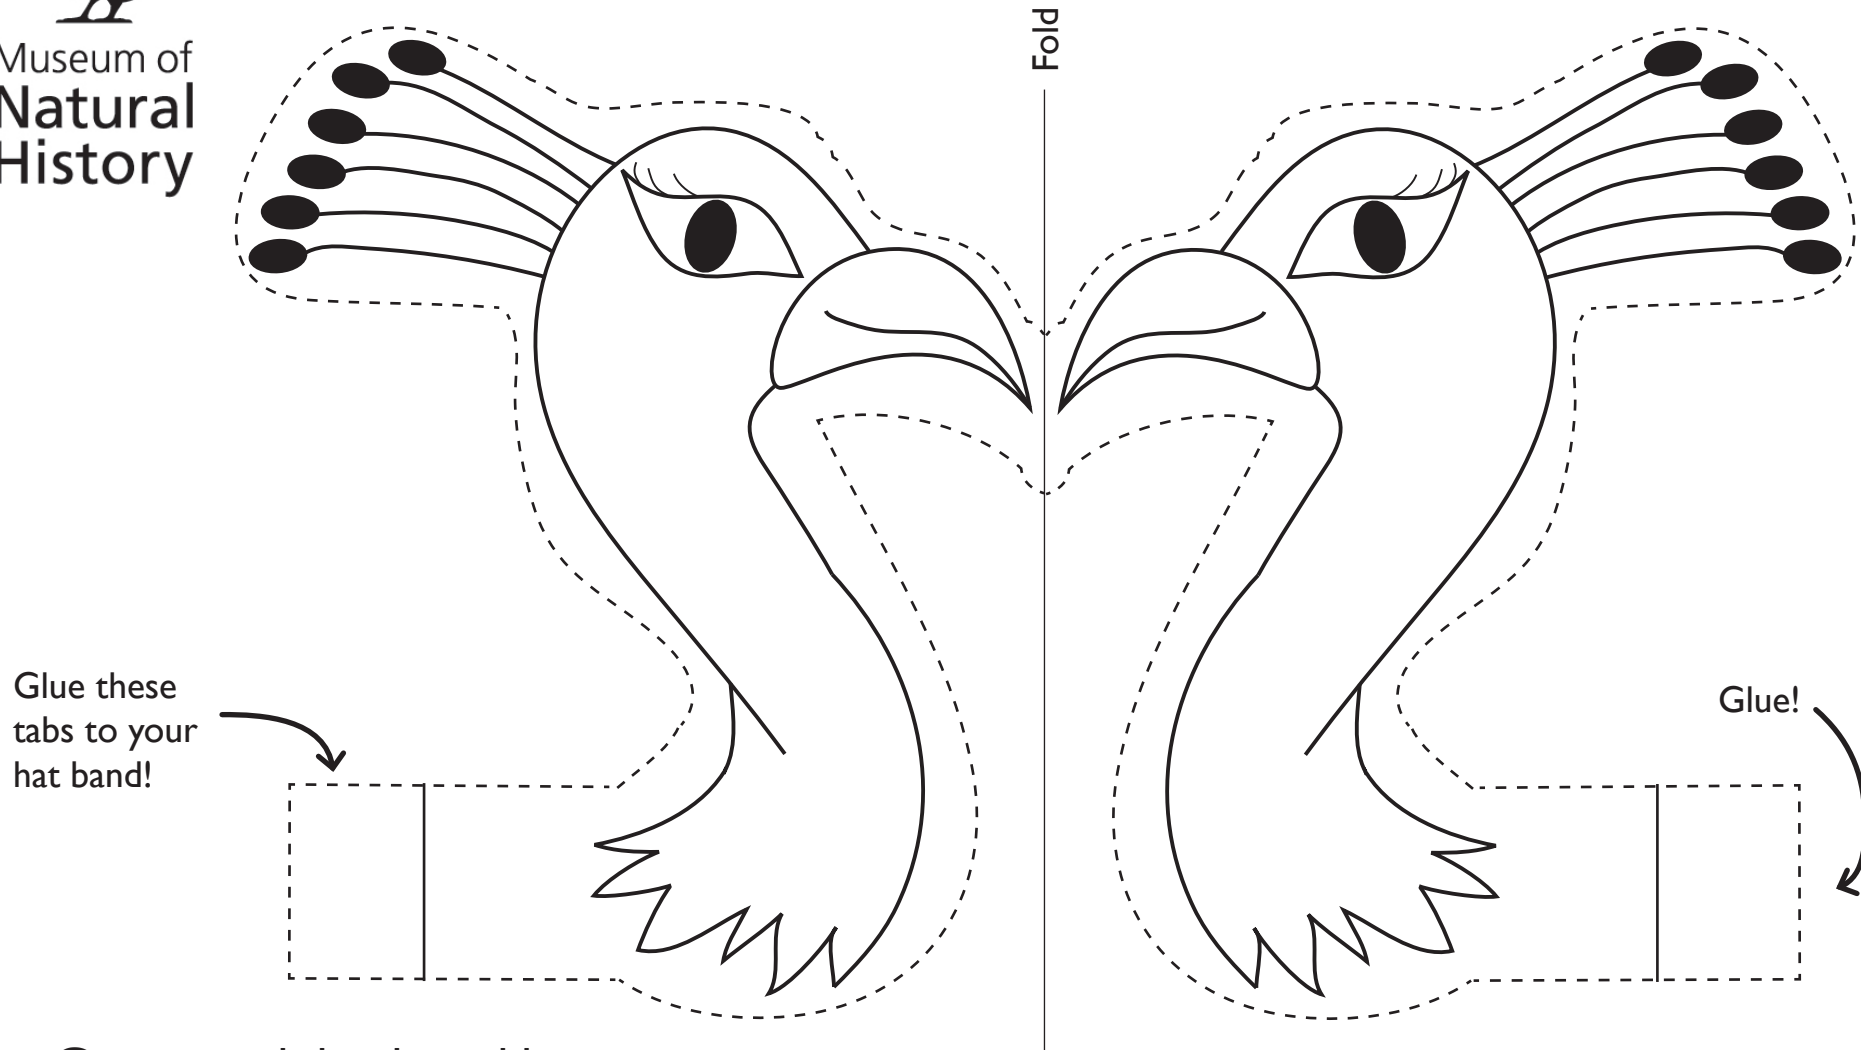 Museum of
Natural
History
Fold
Glue these
tabs to your
hat band!
Glue!